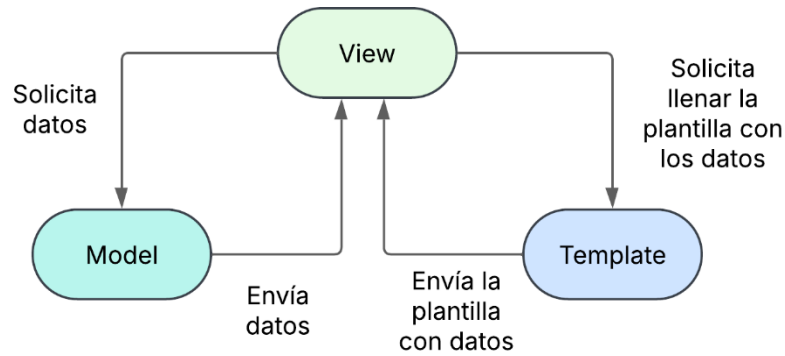 View
Solicita
datos
Solicita
llenar la
plantilla con
los datos
Model
Template
Envía
datos
Envía la
plantilla
con datos